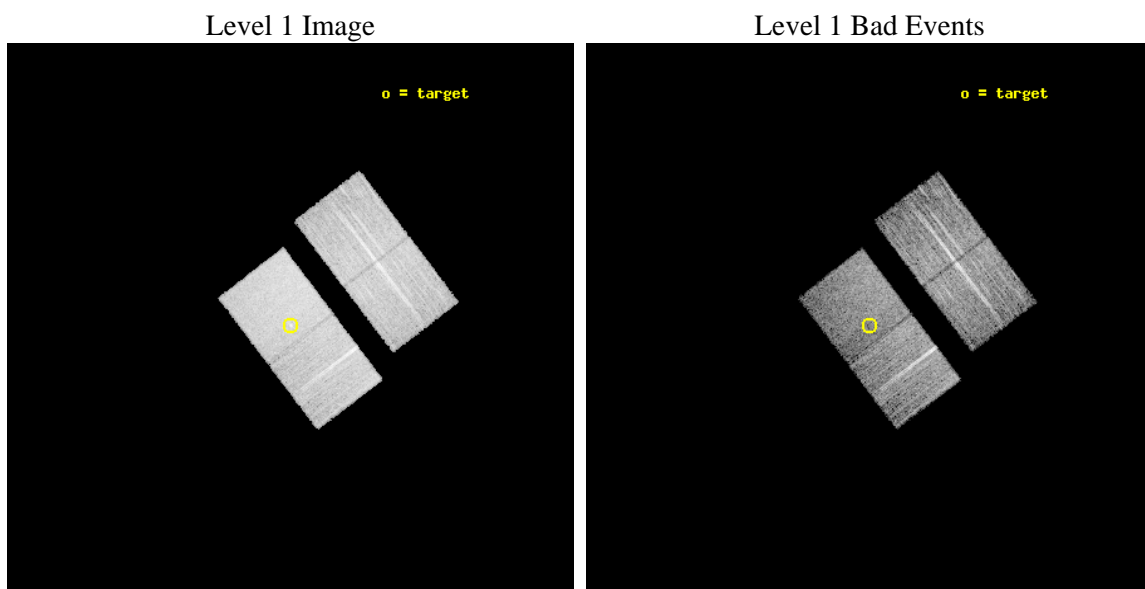 Level 1 Image
Level 1 Bad Events
o = target
o = target